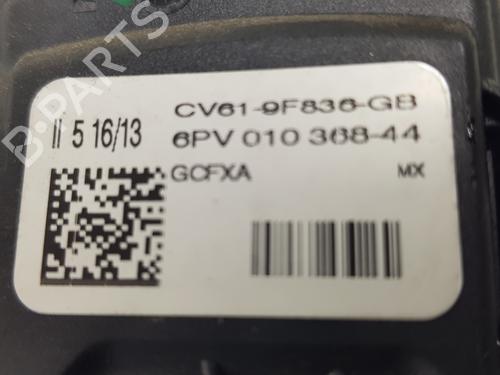 CV61-9F836-GB
II 5 16/13
6PV 010 368-44
GCFXA MX
B-PARTS